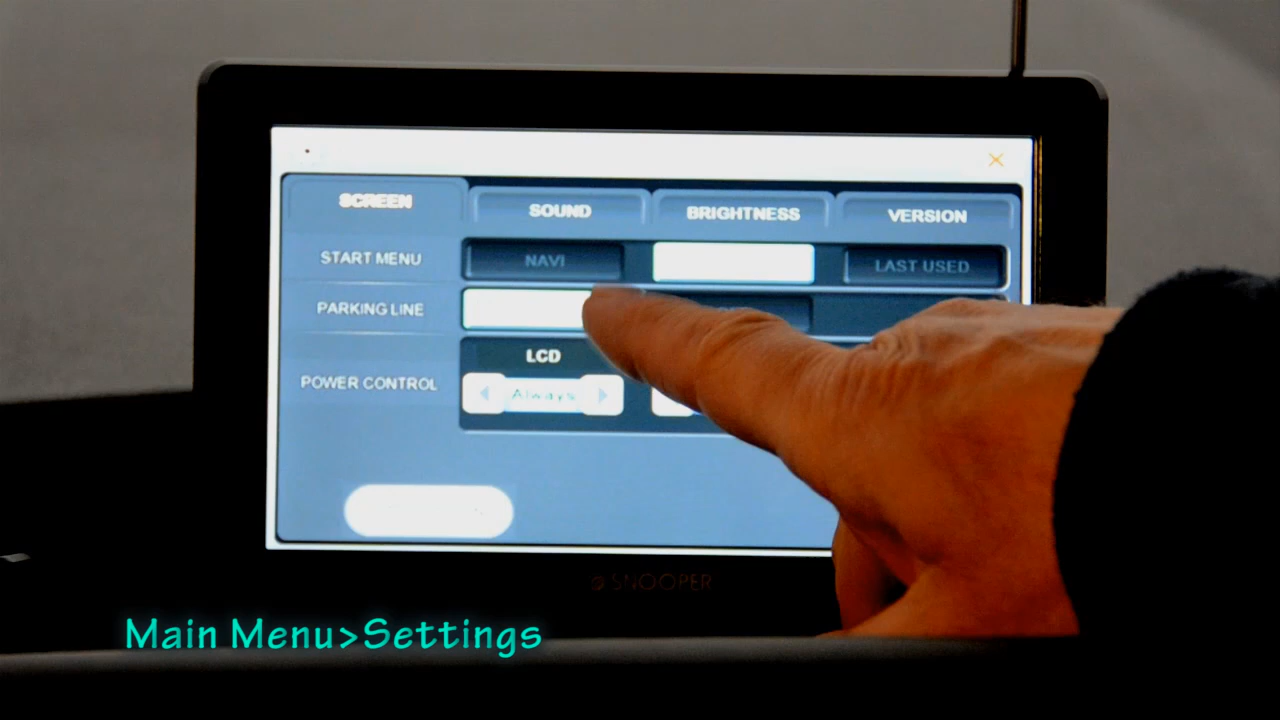 SCREEN SOUND BRIGHTNESS VERSION
START MENU NAVI LAST USED
PARKING LINE
LCD
POWER CONTROL Always
SNOOPER
Main Menu>Settings